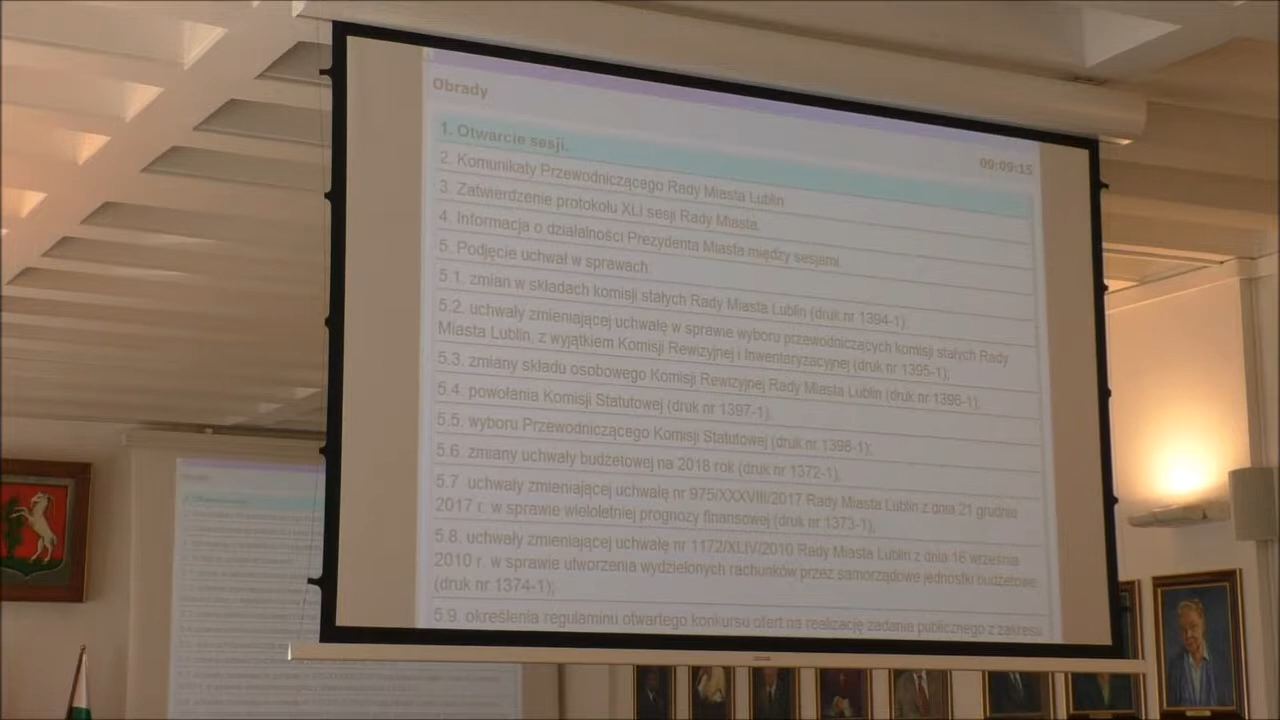 Obrady
09:09:15
1. Otwarcie sesji.
2. Komunikaty Przewodniczącego Rady Miasta Lublin
3. Zatwierdzenie protokołu XLI sesji Rady Miasta.
4. Informacja o działalności Prezydenta Miasta między sesjami.
5. Podjęcie uchwał w sprawach:
5.1. zmian w składach komisji stałych Rady Miasta Lublin (druk nr 1394-1);
5.2. uchwały zmieniającej uchwałę w sprawie wyboru przewodniczących komisji stałych Rady
Miasta Lublin, z wyjątkiem Komisji Rewizyjnej i Inwentaryzacyjnej (druk nr 1395-1);
5.3. zmiany składu osobowego Komisji Rewizyjnej Rady Miasta Lublin (druk nr 1396-1);
5.4. powołania Komisji Statutowej (druk nr 1397-1);
5.5. wyboru Przewodniczącego Komisji Statutowej (druk nr 1398-1);
5.6. zmiany uchwały budżetowej na 2018 rok (druk nr 1372-1);
5.7. uchwały zmieniającej uchwałę nr 975/XXXVIII/2017 Rady Miasta Lublin z dnia 21 grudnia
2017 r. w sprawie wieloletniej prognozy finansowej (druk nr 1373-1);
5.8. uchwały zmieniającej uchwałę nr 1172/XLIV/2010 Rady Miasta Lublin z dnia 16 września
2010 r. w sprawie utworzenia wydzielonych rachunków przez samorządowe jednostki budżetowe
(druk nr 1374-1);
5.9. określenia regulaminu otwartego konkursu ofert na realizację zadania publicznego z zakresu